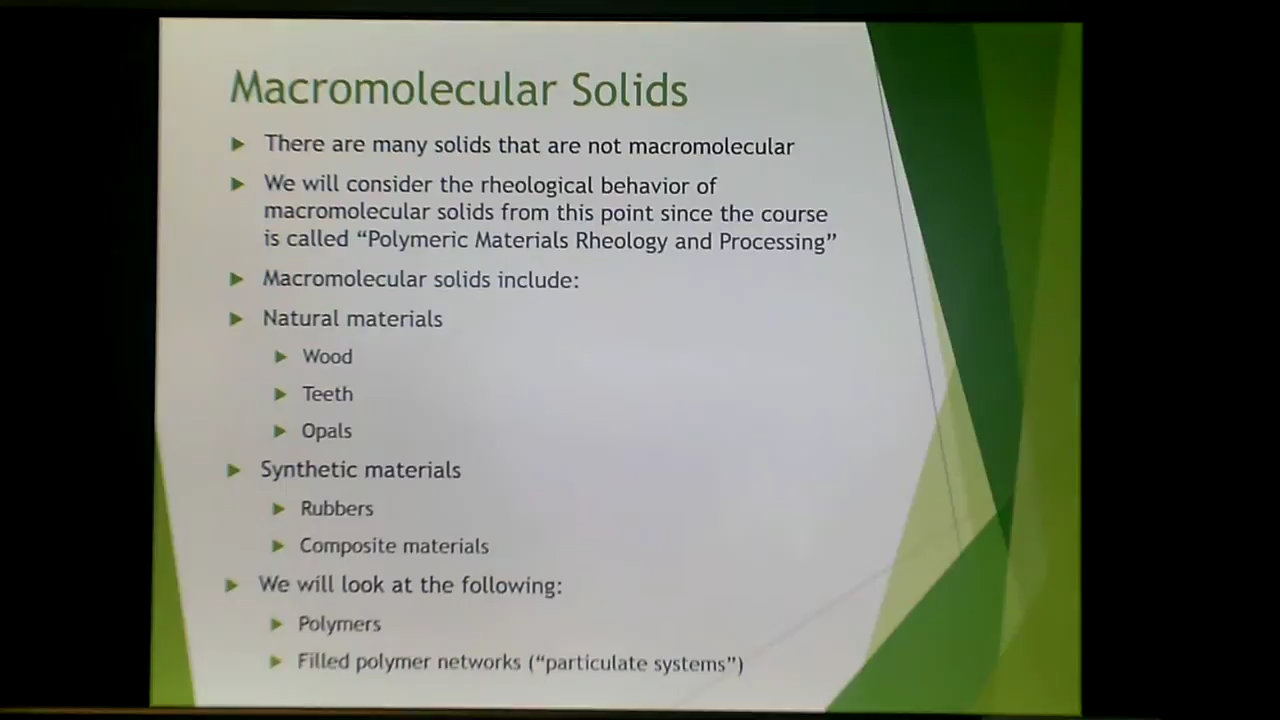 Macromolecular Solids
There are many solids that are not macromolecular
We will consider the rheological behavior of
macromolecular solids from this point since the course
is called “Polymeric Materials Rheology and Processing”
Macromolecular solids include:
Natural materials
Wood
Teeth
Opals
Synthetic materials
Rubbers
Composite materials
We will look at the following:
Polymers
Filled polymer networks (“particulate systems”)